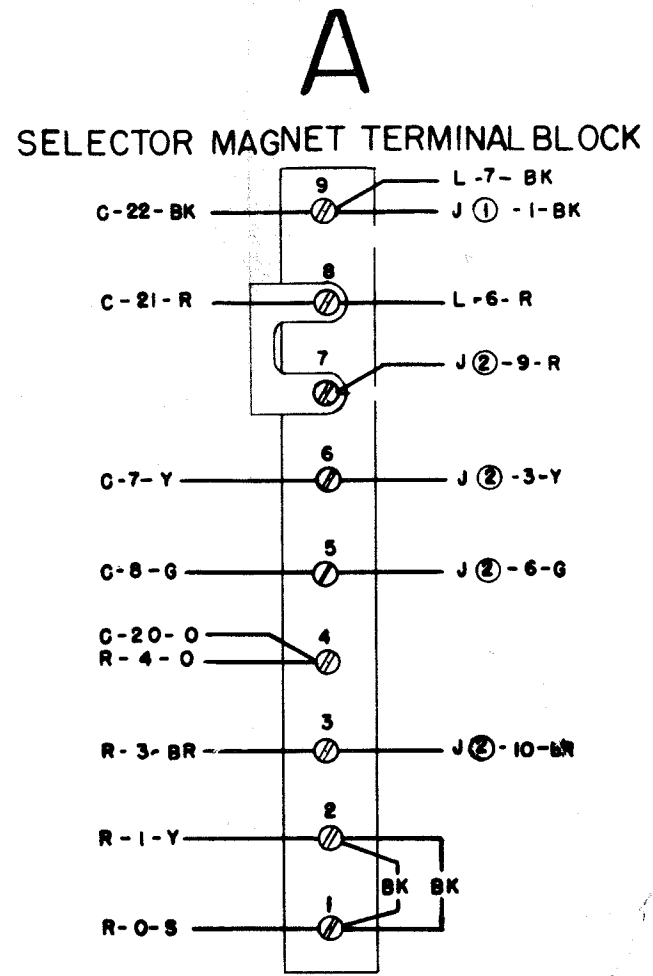 A
SELECTOR MAGNET TERMINAL BLOCK
9
L-7-BK
C-22-BK
J ① -1-BK
8
C-21-R
L-6-R
7
J ②-9-R
6
C-7-Y
J ② -3-Y
5
C-8-G
J ②-6-G
C-20-O
4
R-4-O
3
R-3-BR
J ②-10-BR
2
R-1-Y
BK BK
1
R-0-S